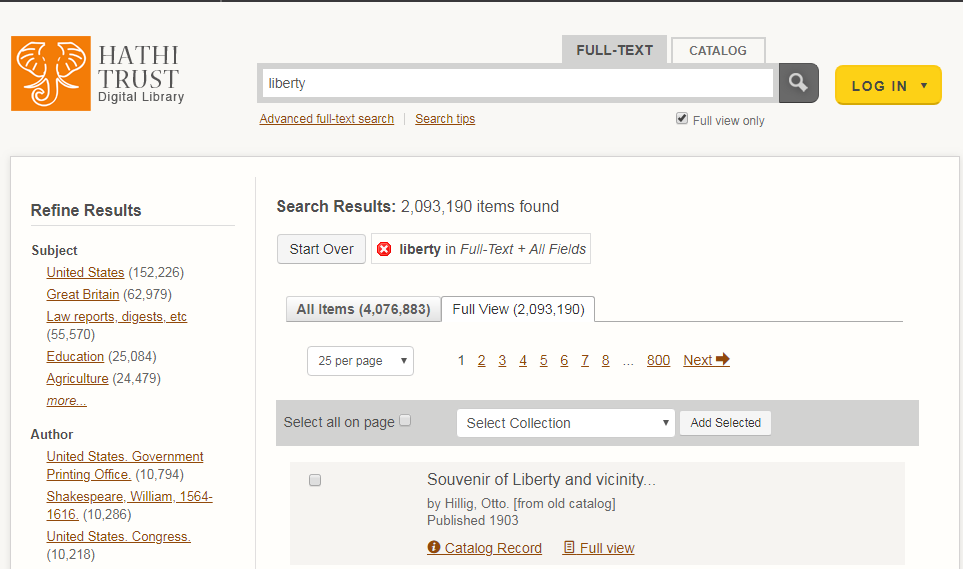 HATHI
TRUST
Digital Library
FULL-TEXT
CATALOG
liberty
LOG IN ▼
Advanced full-text search
Search tips
Full view only
Refine Results
Subject
United States (152,226)
Great Britain (62,979)
Law reports, digests, etc
(55,570)
Education (25,084)
Agriculture (24,479)
more...
Author
United States. Government
Printing Office. (10,794)
Shakespeare, William, 1564-
1616. (10,286)
United States. Congress.
(10,218)
Search Results: 2,093,190 items found
Start Over
liberty in Full-Text + All Fields
All Items (4,076,883)
Full View (2,093,190)
25 per page
1 2 3 4 5 6 7 8 ... 800 Next
Select all on page
Select Collection
Add Selected
Souvenir of Liberty and vicinity...
by Hillig, Otto. [from old catalog]
Published 1903
Catalog Record
Full view